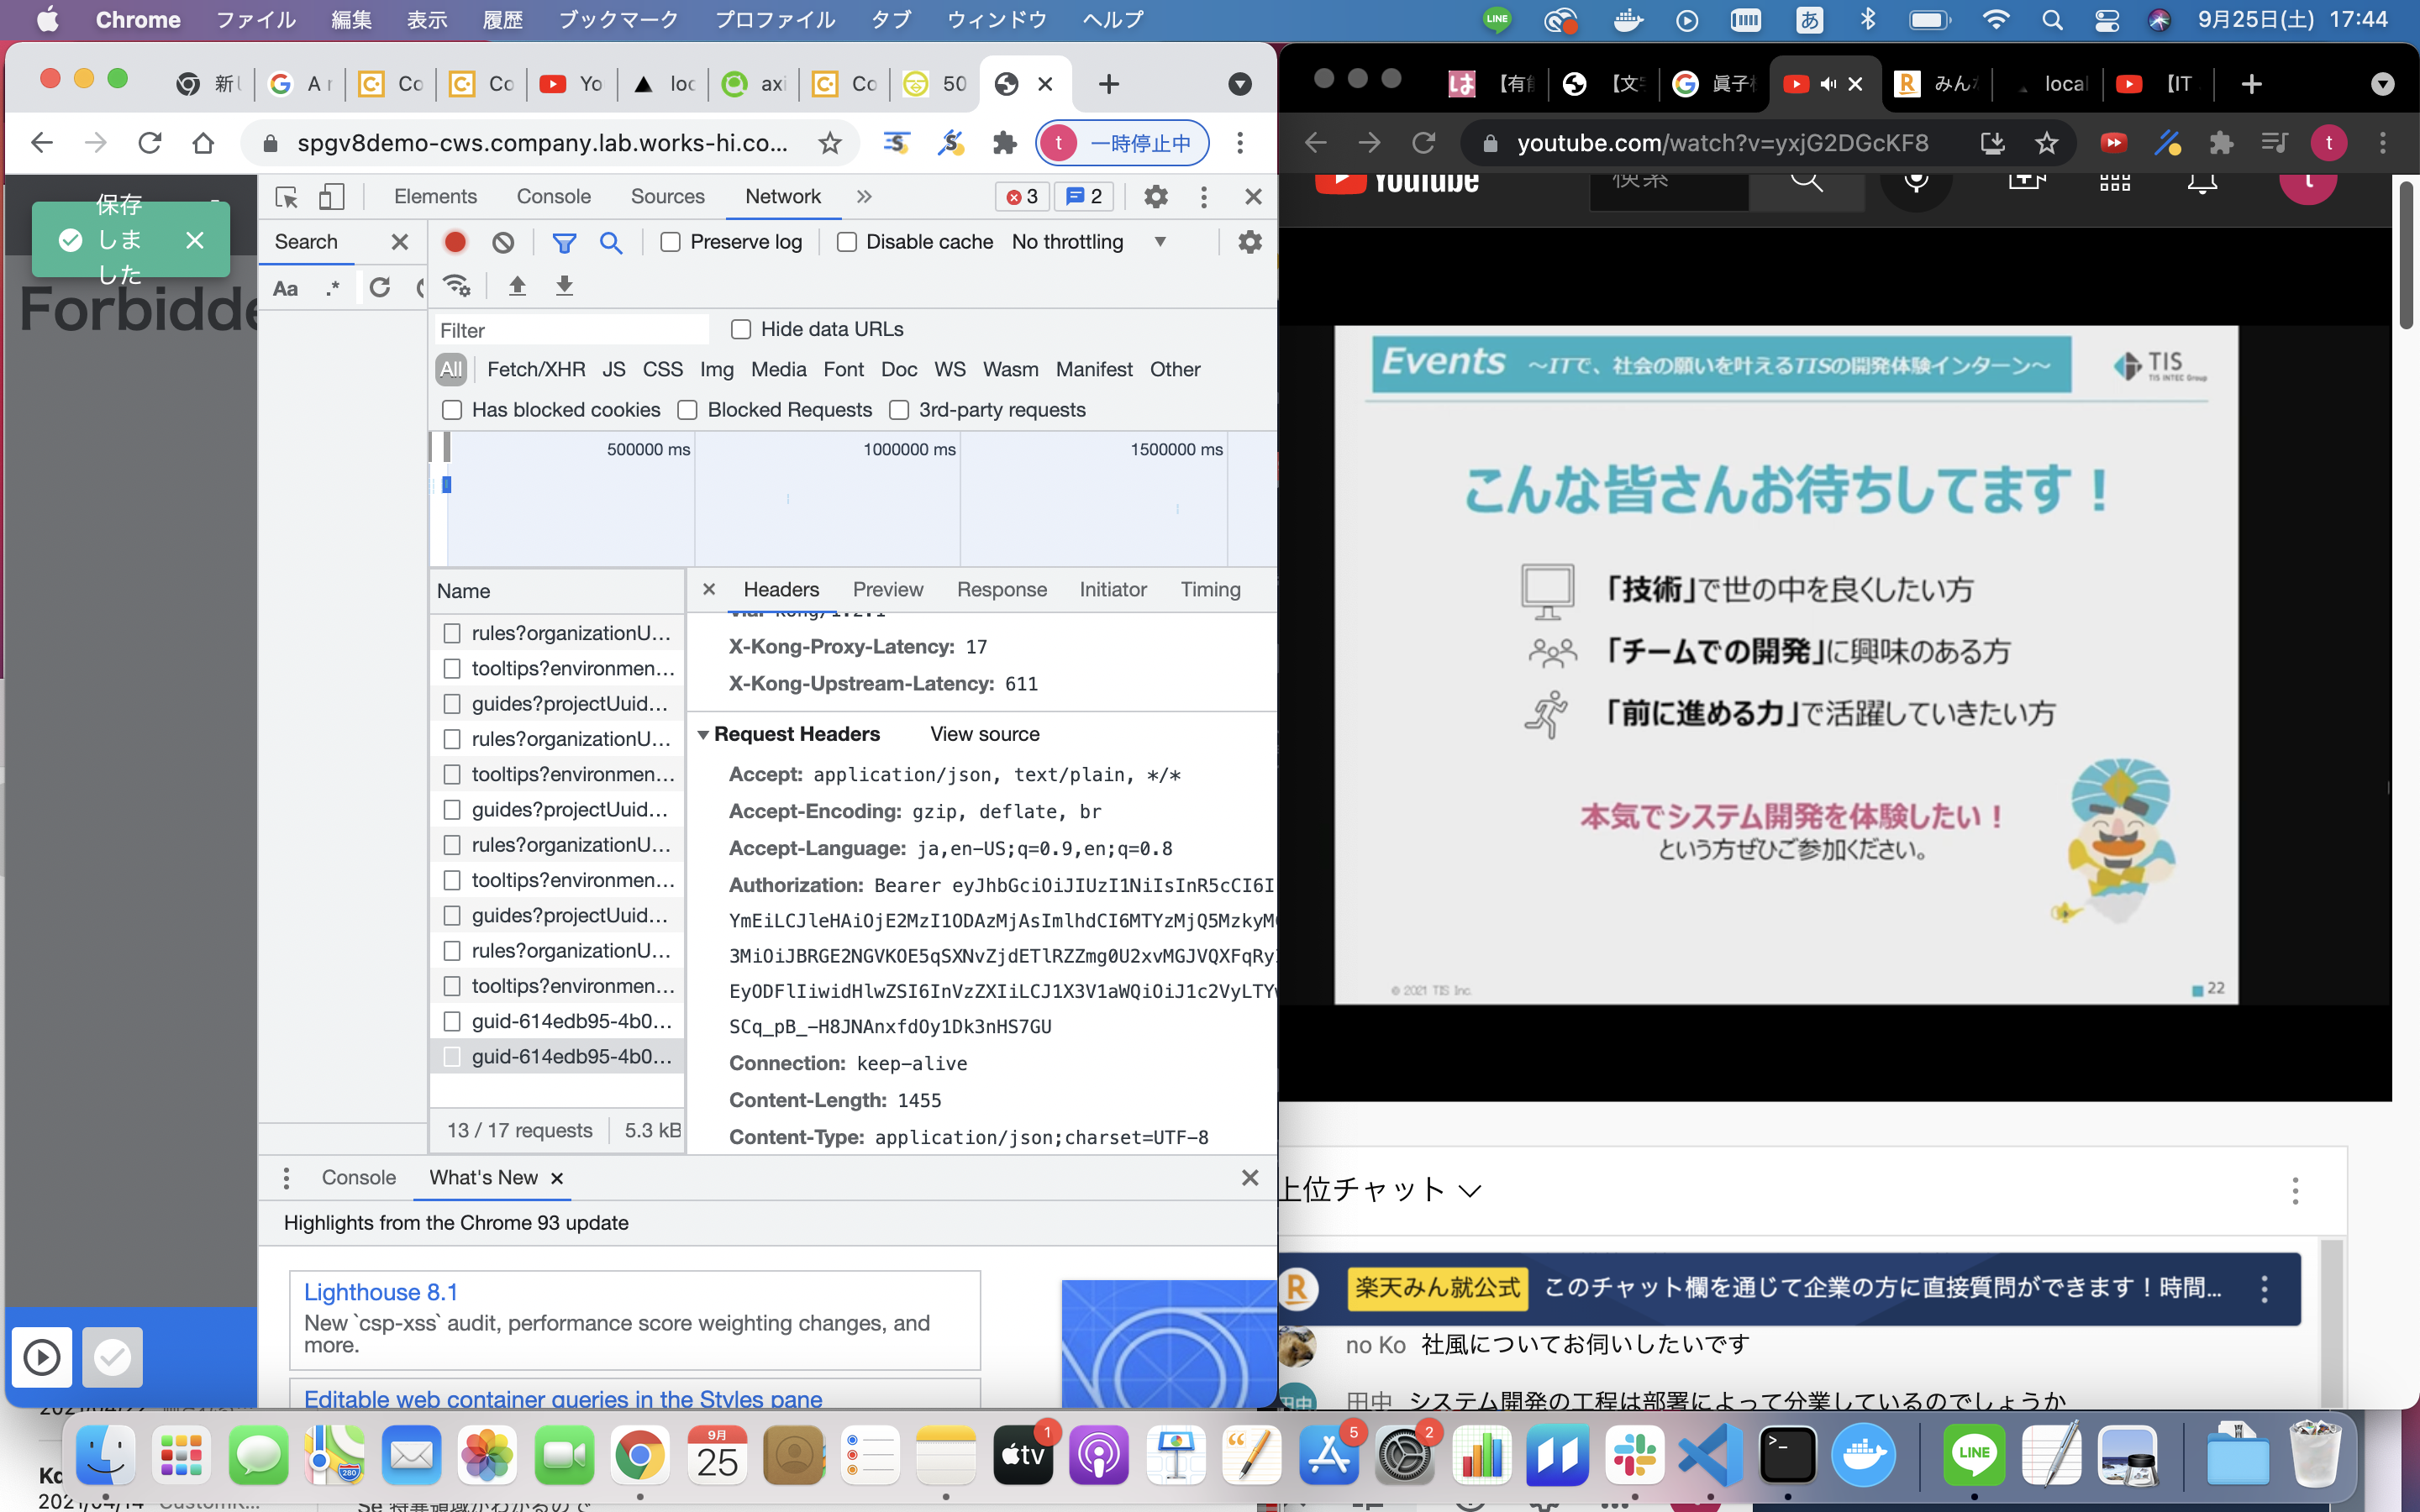 Chrome ファイル 編集 表示 履歴 ブックマーク プロファイル タブ ウィンドウ ヘルプ
LINE あ 9月25日(土) 17:44
新 A Co Co Yo loc axi Co 50
spgv8demo-cws.company.lab.works-hi.co... t 一時停止中
保存
しま
した
Forbidde
Elements Console Sources Network 3 2
Search
Preserve log Disable cache No throttling
Aa .*
Filter Hide data URLs
All Fetch/XHR JS CSS Img Media Font Doc WS Wasm Manifest Other
Has blocked cookies Blocked Requests 3rd-party requests
500000 ms 1000000 ms 1500000 ms
Name
rules?organizationU...
tooltips?environmen...
guides?projectUuid...
rules?organizationU...
tooltips?environmen...
guides?projectUuid...
rules?organizationU...
tooltips?environmen...
guides?projectUuid...
rules?organizationU...
tooltips?environmen...
guid-614edb95-4b0...
guid-614edb95-4b0...
13 / 17 requests 5.3 kB
Headers Preview Response Initiator Timing
X-Kong-Proxy-Latency: 17
X-Kong-Upstream-Latency: 611
Request Headers View source
Accept: application/json, text/plain, */*
Accept-Encoding: gzip, deflate, br
Accept-Language: ja,en-US;q=0.9,en;q=0.8
Authorization: Bearer eyJhbGciOiJIUzI1NiIsInR5cCI6I
YmEiLCJleHAiOjE2MzI1ODAzMjAsImlhdCI6MTYzMjQ5MzkyM
3MiOiJBRGE2NGVKOE5qSXNvZjdETlRZZmg0U2xvMGJVQXFqRy
EyODFlIiwidHlwZSI6InVzZXIiLCJ1X3V1aWQiOiJ1c2VyLTY
SCq_pB_-H8JNAnxfdOy1Dk3nHS7GU
Connection: keep-alive
Content-Length: 1455
Content-Type: application/json;charset=UTF-8
Console What's New
Highlights from the Chrome 93 update
Lighthouse 8.1
New `csp-xss` audit, performance score weighting changes, and
more.
Editable web container queries in the Styles pane
は 【有 【文 眞子 みん local 【IT
youtube.com/watch?v=yxjG2DGcKF8 t
YouTube 検索 t
Events ～ITで、社会の願いを叶えるTISの開発体験インターン～ TIS
TIS INTEC Group
こんな皆さんお待ちしてます！
「技術」で世の中を良くしたい方
「チームでの開発」に興味のある方
「前に進める力」で活躍していきたい方
本気でシステム開発を体験したい！
という方ぜひご参加ください。
© 2021 TIS Inc. 22
上位チャット
R 楽天みん就公式 このチャット欄を通じて企業の方に直接質問ができます！時間...
no Ko 社風についてお伺いしたいです
田中 システム開発の工程は部署によって分業しているのでしょうか
9月
25
280
tv 1
5
2
LINE
2021/04/14